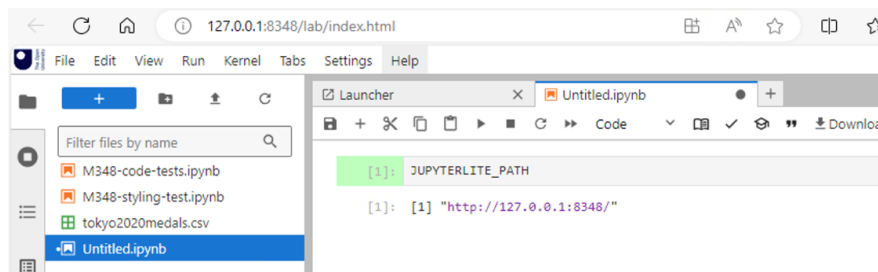 127.0.0.1:8348/lab/index.html
File Edit View Run Kernel Tabs Settings Help
Launcher
Untitled.ipynb
Filter files by name
Code
Downloa
M348-code-tests.ipynb
M348-styling-test.ipynb
tokyo2020medals.csv
Untitled.ipynb
[1]: JUPYTERLITE_PATH
[1]: [1] "http://127.0.0.1:8348/"